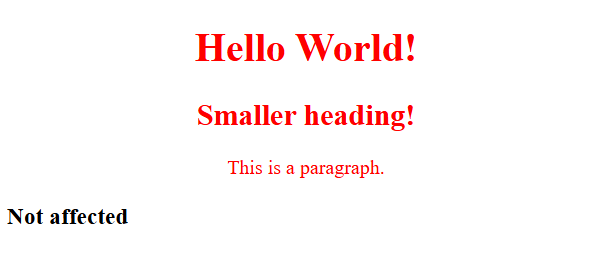 Hello World!
Smaller heading!
This is a paragraph.
Not affected